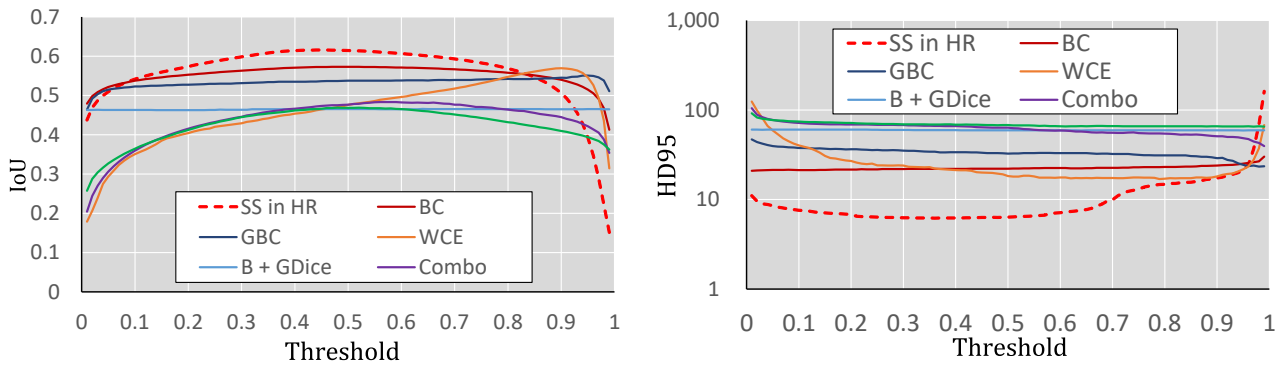 0.7
0.6
0.5
0.4
0.3
0.2
0.1
0
IoU
SS in HR BC
GBC WCE
B + GDice Combo
0 0.1 0.2 0.3 0.4 0.5 0.6 0.7 0.8 0.9 1
Threshold
1,000
100
10
1
HD95
SS in HR BC
GBC WCE
B + GDice Combo
0 0.1 0.2 0.3 0.4 0.5 0.6 0.7 0.8 0.9 1
Threshold